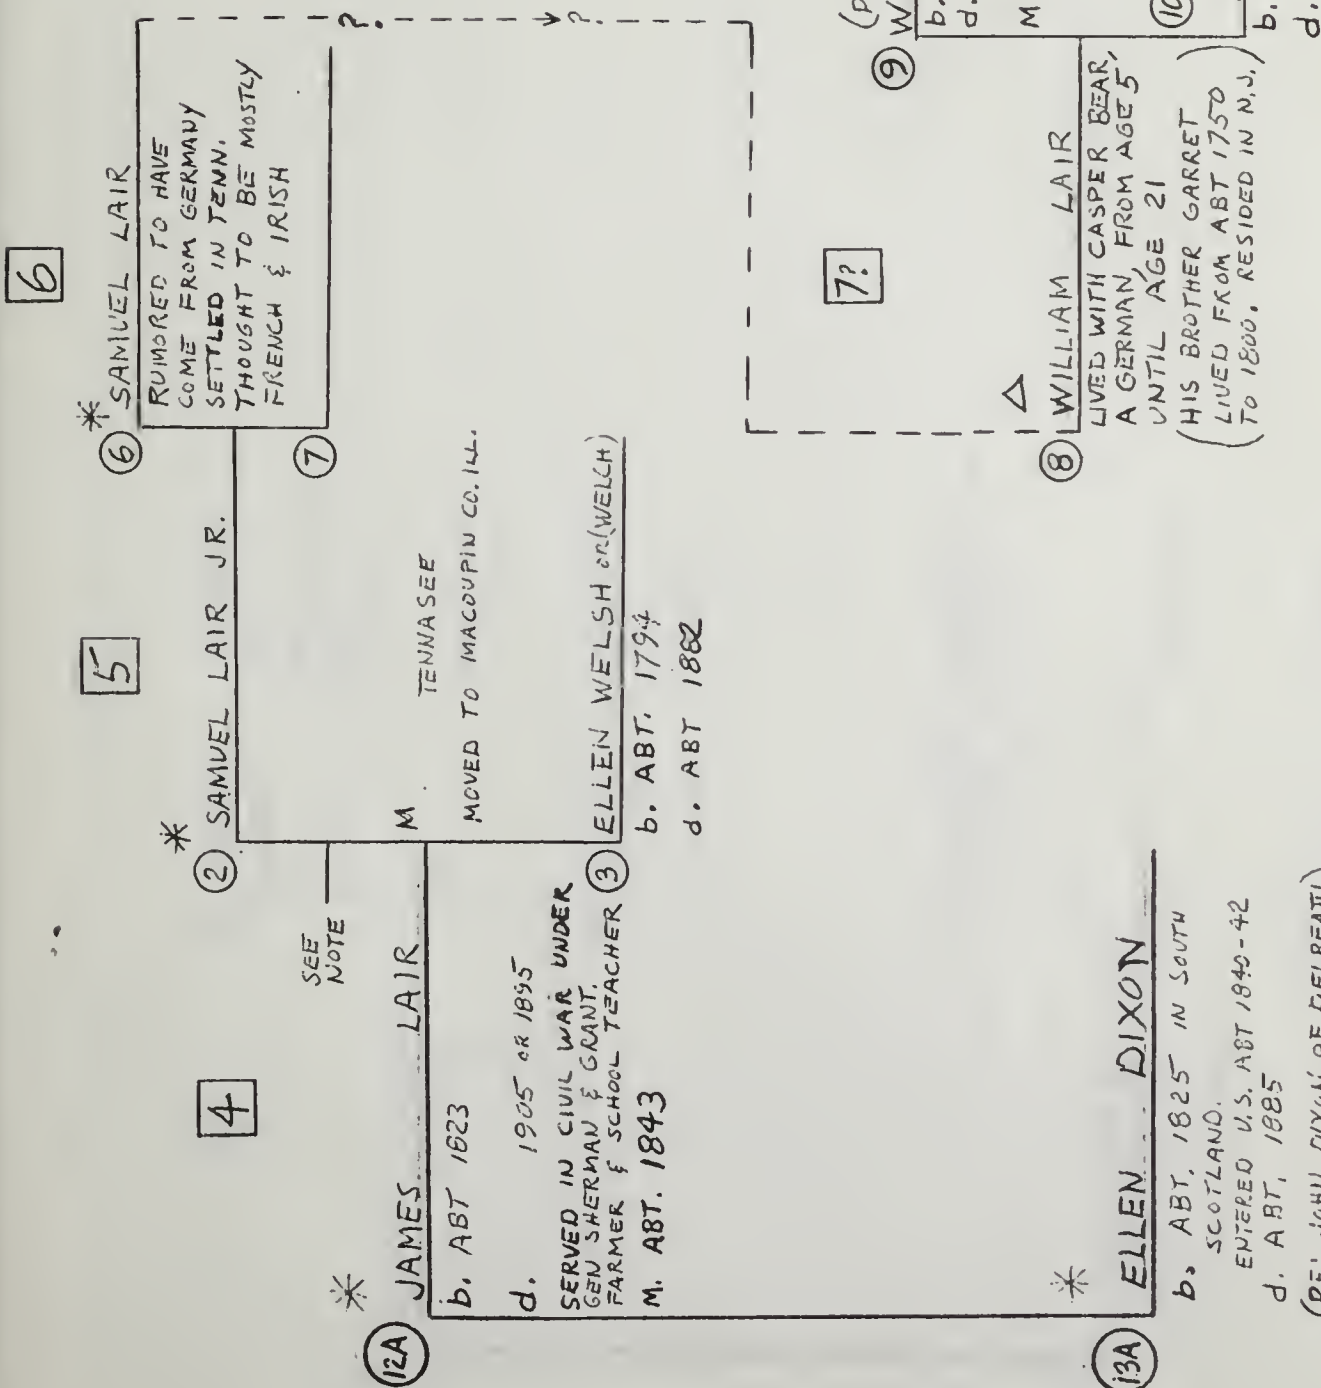 4
12A
*
JAMES LAIR
b. ABT 1823
d. 1905 OR 1895
SERVED IN CIVIL WAR UNDER
GEN SHERMAN & GRANT.
FARMER & SCHOOL TEACHER
M. ABT. 1843
13A
*
ELLEN DIXON
b. ABT. 1825 IN SOUTH
SCOTLAND.
ENTERED U.S. ABT 1840-42
d. ABT. 1885
5
2
*
SAMUEL LAIR JR.
SEE
NOTE
M.
TENNASEE
MOVED TO MACOUPIN CO. ILL.
3
ELLEN WELSH OR (WELCH)
b. ABT. 1794
d. ABT 1882
6
6
*
SAMUEL LAIR
RUMORED TO HAVE
COME FROM GERMANY
SETTLED IN TENN.
THOUGHT TO BE MOSTLY
FRENCH & IRISH
7
?. ?.
7?
8
△
WILLIAM LAIR
LIVED WITH CASPER BEAR,
A GERMAN, FROM AGE 5
UNTIL AGE 21
(HIS BROTHER GARRET
LIVED FROM ABT 1750
TO 1800. RESIDED IN N.J.)
9
W
b.
d.
M
10
b.
d.